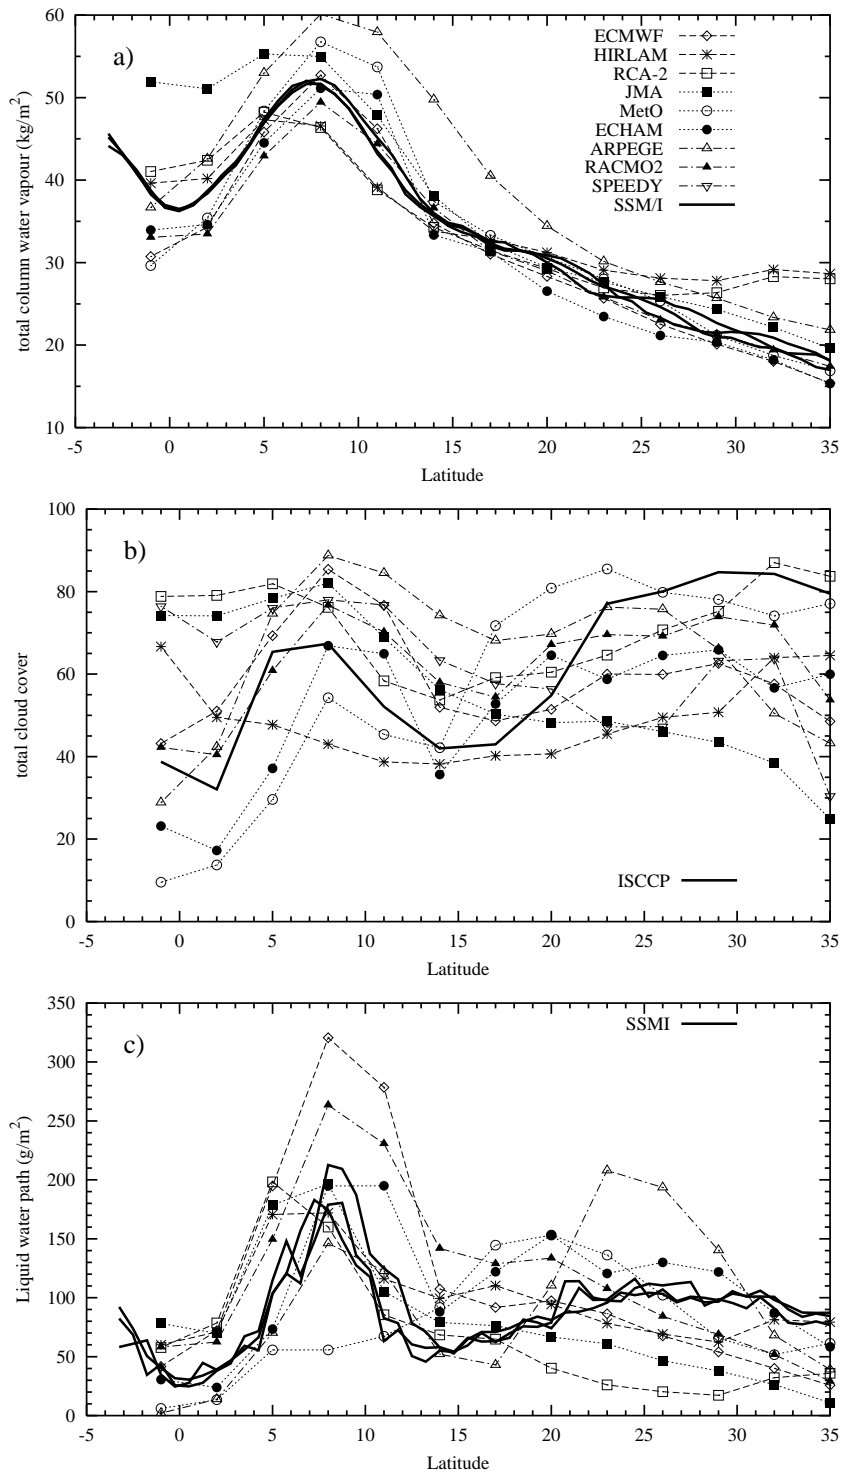 60
50
40
30
20
10
total column water vapour (kg/m²)
a)
ECMWF
HIRLAM
RCA-2
JMA
MetO
ECHAM
ARPEGE
RACMO2
SPEEDY
SSM/I
-5 0 5 10 15 20 25 30 35
Latitude
100
80
60
40
20
0
total cloud cover
b)
ISCCP
-5 0 5 10 15 20 25 30 35
Latitude
350
300
250
200
150
100
50
0
Liquid water path (g/m²)
c)
SSMI
-5 0 5 10 15 20 25 30 35
Latitude